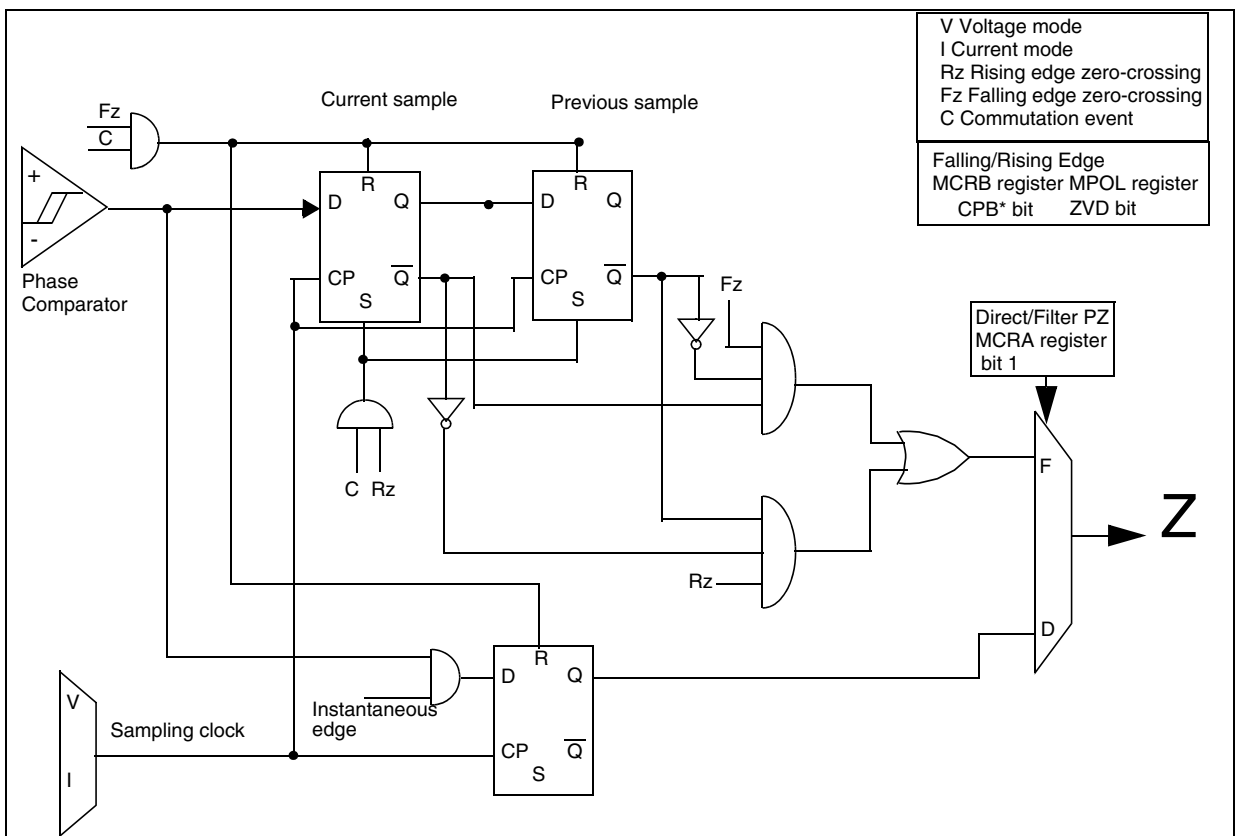 V Voltage mode
I Current mode
Rz Rising edge zero-crossing
Fz Falling edge zero-crossing
C Commutation event
Falling/Rising Edge
MCRB register MPOL register
CPB* bit ZVD bit
Current sample
Previous sample
Fz
C
+
-
Phase
Comparator
R
D Q
CP Q
S
R
D Q
CP Q
S
Fz
Direct/Filter PZ
MCRA register
bit 1
C Rz
F
Z
Rz
D
R
D Q
Instantaneous
edge
CP Q
S
V
Sampling clock
I